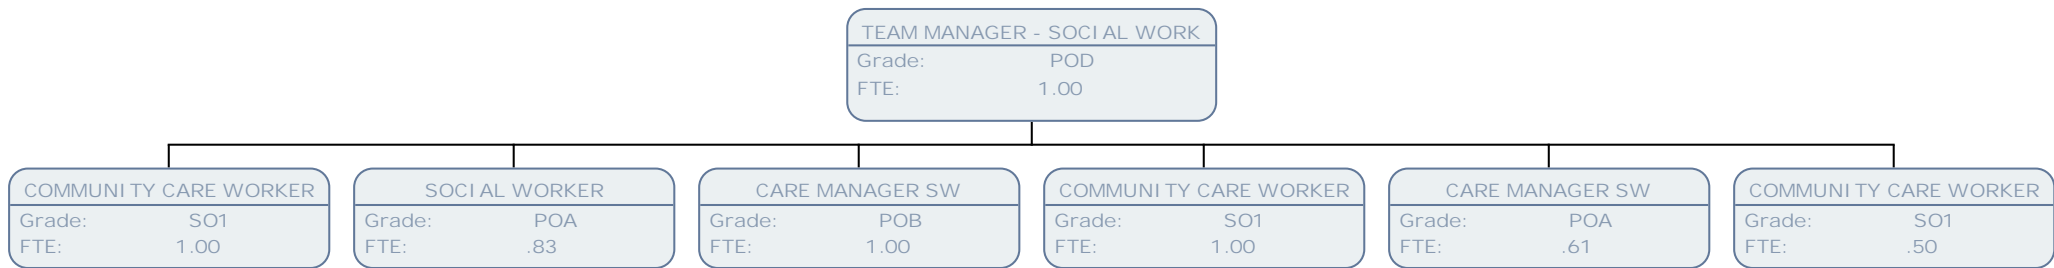 TEAM MANAGER - SOCIAL WORK
Grade: POD
FTE: 1.00
COMMUNITY CARE WORKER
Grade: SO1
FTE: 1.00
SOCIAL WORKER
Grade: POA
FTE: .83
CARE MANAGER SW
Grade: POB
FTE: 1.00
COMMUNITY CARE WORKER
Grade: SO1
FTE: 1.00
CARE MANAGER SW
Grade: POA
FTE: .61
COMMUNITY CARE WORKER
Grade: SO1
FTE: .50